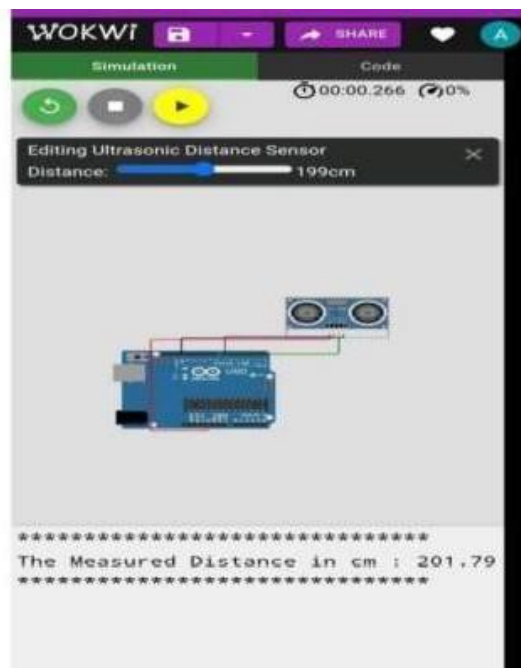 WOKWI
SHARE
A
Simulation
Code
00:00.266
0%
Editing Ultrasonic Distance Sensor
Distance:
199cm
UNO
*******************************
The Measured Distance in cm : 201.79
*******************************